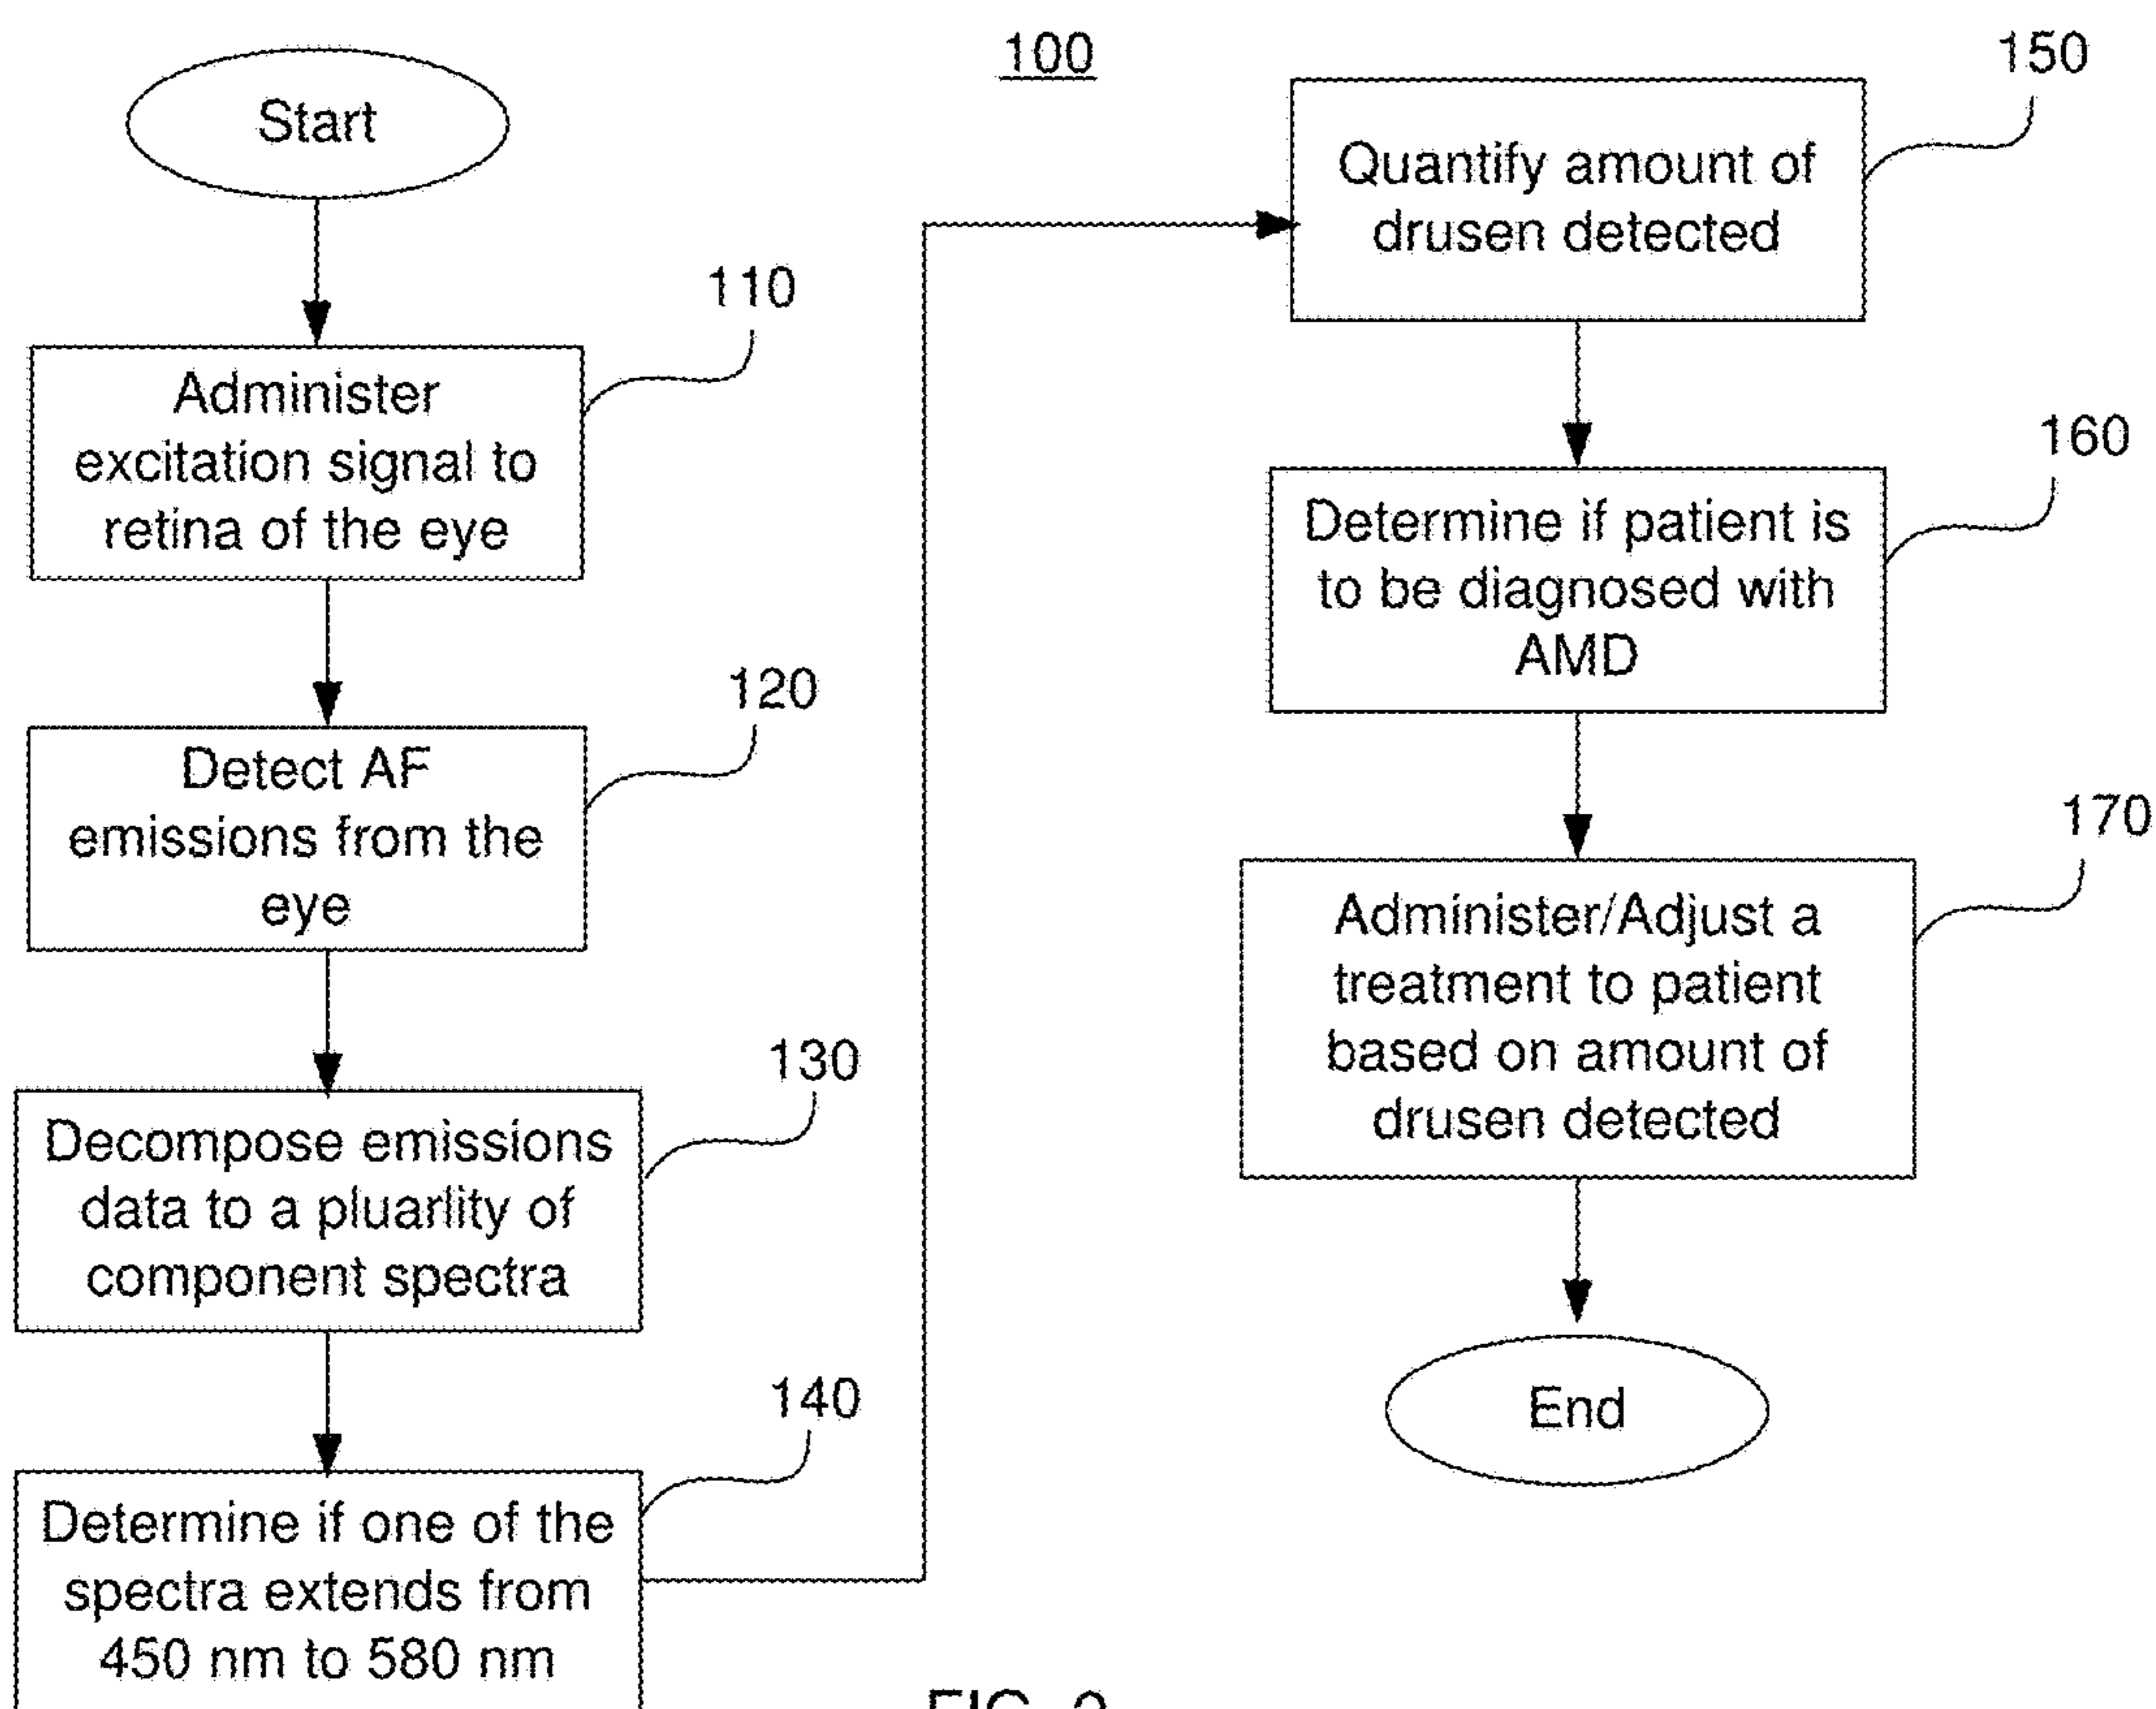 100
Start
110
Administer
excitation signal to
retina of the eye
120
Detect AF
emissions from the
eye
130
Decompose emissions
data to a pluarlity of
component spectra
140
Determine if one of the
spectra extends from
450 nm to 580 nm
150
Quantify amount of
drusen detected
160
Determine if patient is
to be diagnosed with
AMD
170
Administer/Adjust a
treatment to patient
based on amount of
drusen detected
End
FIG.